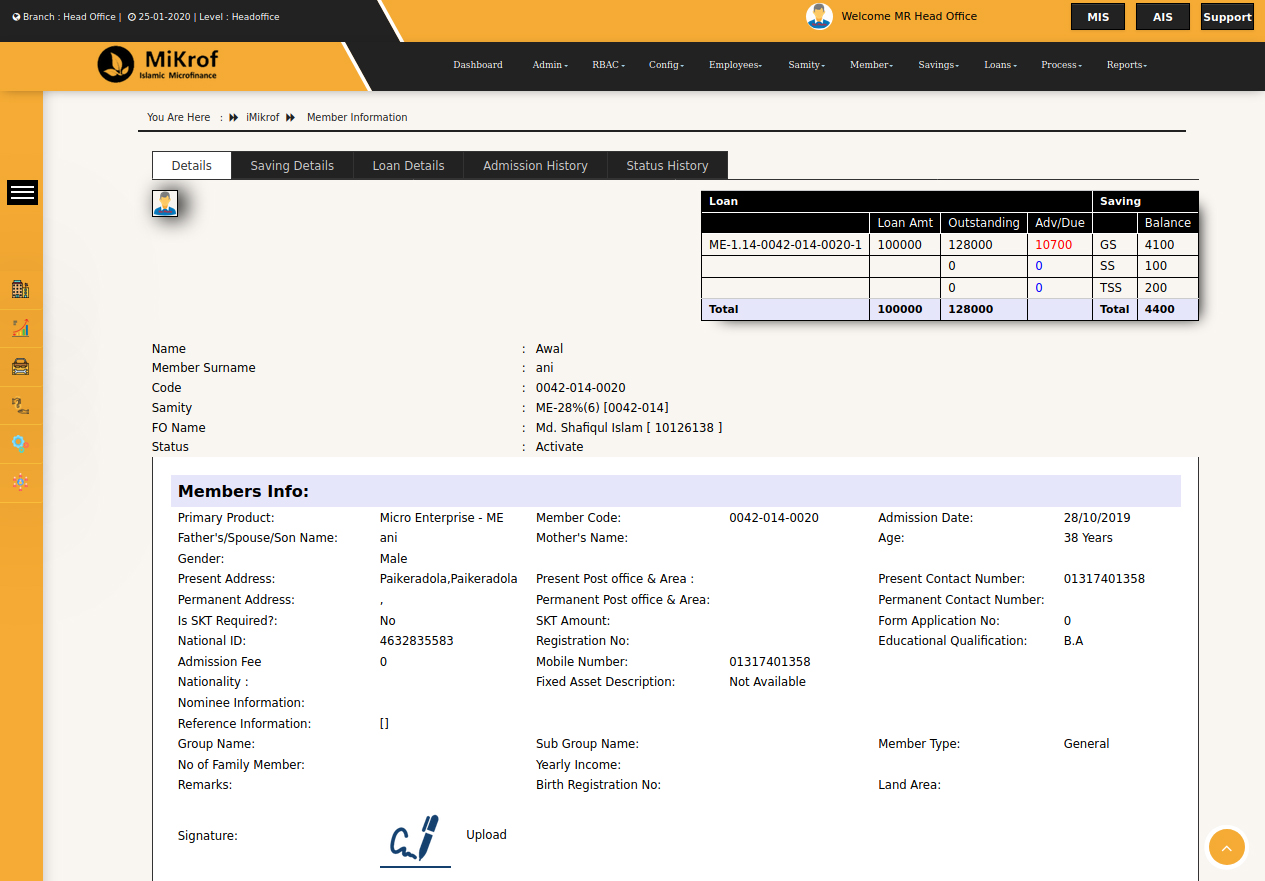 Branch : Head Office | 25-01-2020 | Level : Headoffice
Welcome MR Head Office
MIS AIS Support
MiKrof
Islamic Microfinance
Dashboard Admin RBAC Config Employees Samity Member Savings Loans Process Reports
You Are Here : iMikrof Member Information
Details Saving Details Loan Details Admission History Status History
Loan Saving
Loan Amt Outstanding Adv/Due Balance
ME-1.14-0042-014-0020-1 100000 128000 10700 GS 4100
0 0 SS 100
0 0 TSS 200
Total 100000 128000 Total 4400
Name : Awal
Member Surname : ani
Code : 0042-014-0020
Samity : ME-28%(6) [0042-014]
FO Name : Md. Shafiqul Islam [ 10126138 ]
Status : Activate
Members Info:
Primary Product: Micro Enterprise - ME Member Code: 0042-014-0020 Admission Date: 28/10/2019
Father's/Spouse/Son Name: ani Mother's Name: Age: 38 Years
Gender: Male
Present Address: Paikeradola,Paikeradola Present Post office & Area : Present Contact Number: 01317401358
Permanent Address: , Permanent Post office & Area: Permanent Contact Number:
Is SKT Required?: No SKT Amount: Form Application No: 0
National ID: 4632835583 Registration No: Educational Qualification: B.A
Admission Fee 0 Mobile Number: 01317401358
Nationality : Fixed Asset Description: Not Available
Nominee Information:
Reference Information: []
Group Name: Sub Group Name: Member Type: General
No of Family Member: Yearly Income:
Remarks: Birth Registration No: Land Area:
Signature: Upload